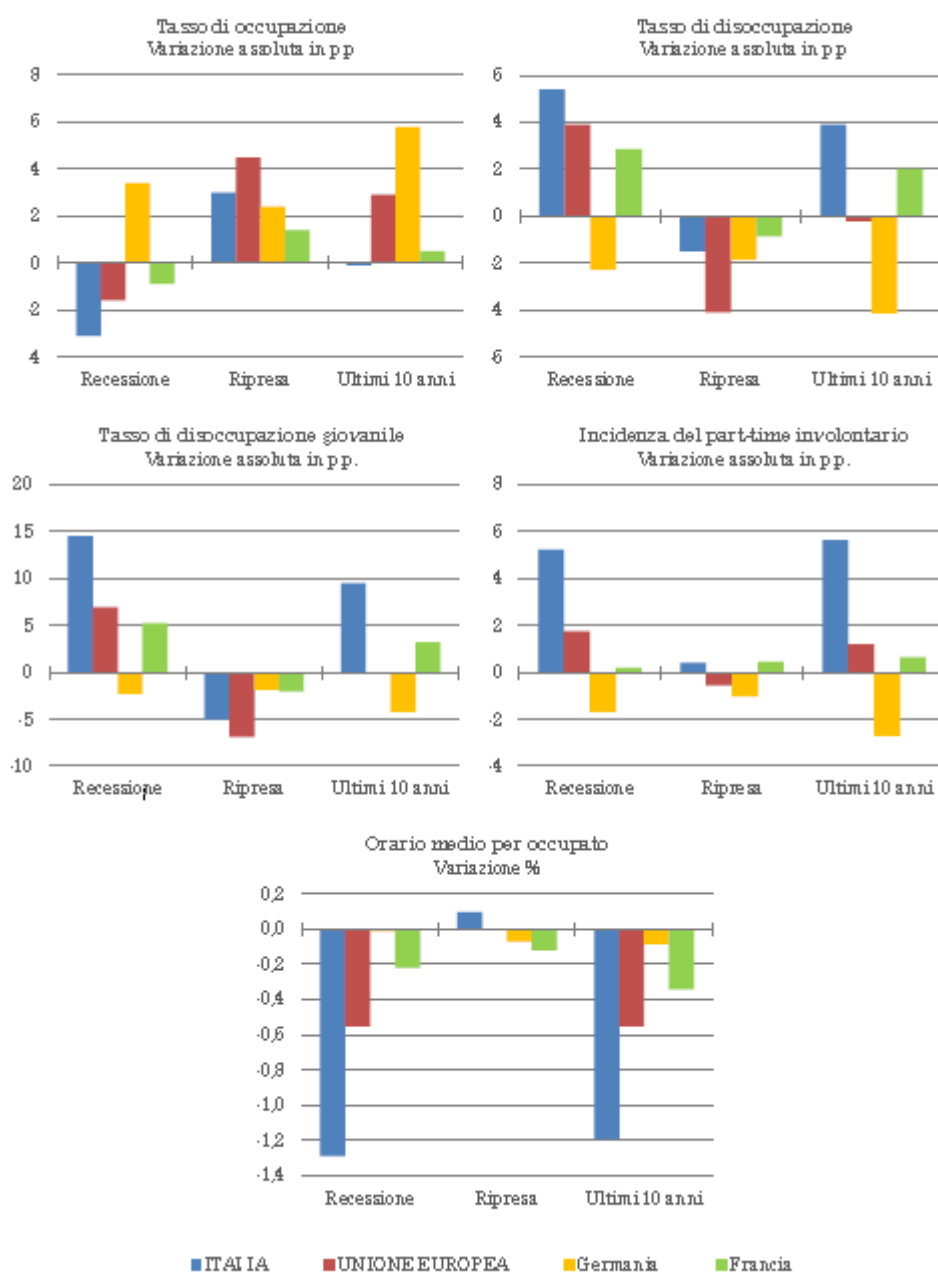 Tasso di occupazione
Variazione assoluta in p p
8
6
4
2
0
2
4
Recessione Ripresa Ultimi 10 anni
Tasso di disoccupazione
Variazione assoluta in p p
6
4
2
0
-2
4
-6
Recessione Ripresa Ultimi 10 anni
Tasso di disoccupazione giovanile
Variazione assoluta in p p.
20
15
10
5
0
-5
-10
Recessione Ripresa Ultimi 10 anni
Incidenza del part-time involontario
Variazione assoluta in p p.
8
6
4
2
0
-2
-4
Recessione Ripresa Ultimi 10 anni
Orario medio per occupato
Variazione %
0,2
0,0
-0,2
-0,4
-0,6
-0,8
-1,0
-1,2
-1,4
Recessione Ripresa Ultimi 10 anni
ITALIA UNIONE EUROPEA Germania Francia